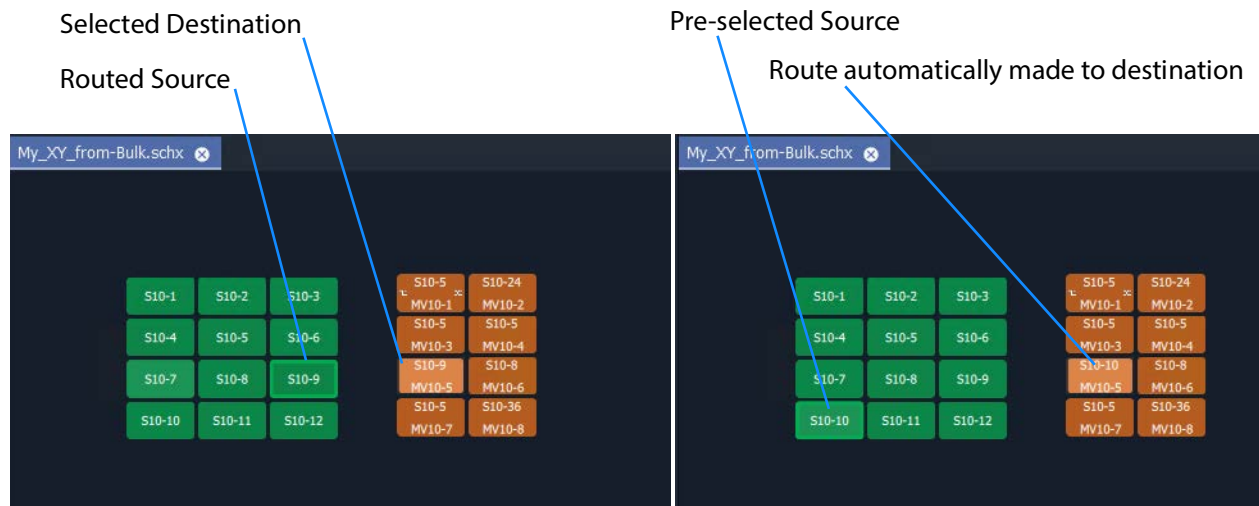 Selected Destination
Pre-selected Source
Routed Source
Route automatically made to destination
My_XY_from-Bulk.schx
My_XY_from-Bulk.schx
S10-1 S10-2 S10-3
S10-4 S10-5 S10-6
S10-7 S10-8 S10-9
S10-10 S10-11 S10-12
S10-5 S10-24
MV10-1 MV10-2
S10-5 S10-5
MV10-3 MV10-4
S10-9 S10-8
MV10-5 MV10-6
S10-5 S10-36
MV10-7 MV10-8
S10-1 S10-2 S10-3
S10-4 S10-5 S10-6
S10-7 S10-8 S10-9
S10-10 S10-11 S10-12
S10-5 S10-24
MV10-1 MV10-2
S10-5 S10-5
MV10-3 MV10-4
S10-10 S10-8
MV10-5 MV10-6
S10-5 S10-36
MV10-7 MV10-8